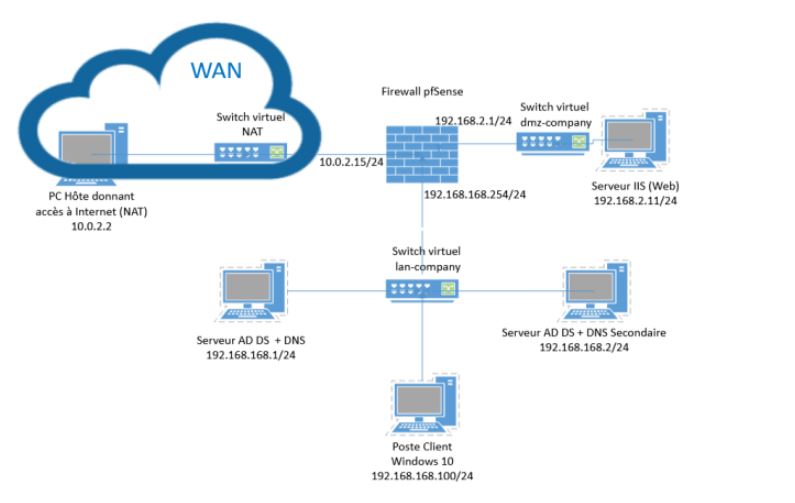 WAN
Firewall pfSense
Switch virtuel
dmz-company
Switch virtuel
NAT
192.168.2.1/24
10.0.2.15/24
Serveur IIS (Web)
192.168.2.11/24
192.168.168.254/24
PC Hôte donnant
accès à Internet (NAT)
10.0.2.2
Switch virtuel
lan-company
Serveur AD DS + DNS
192.168.168.1/24
Serveur AD DS + DNS Secondaire
192.168.168.2/24
Poste Client
Windows 10
192.168.168.100/24